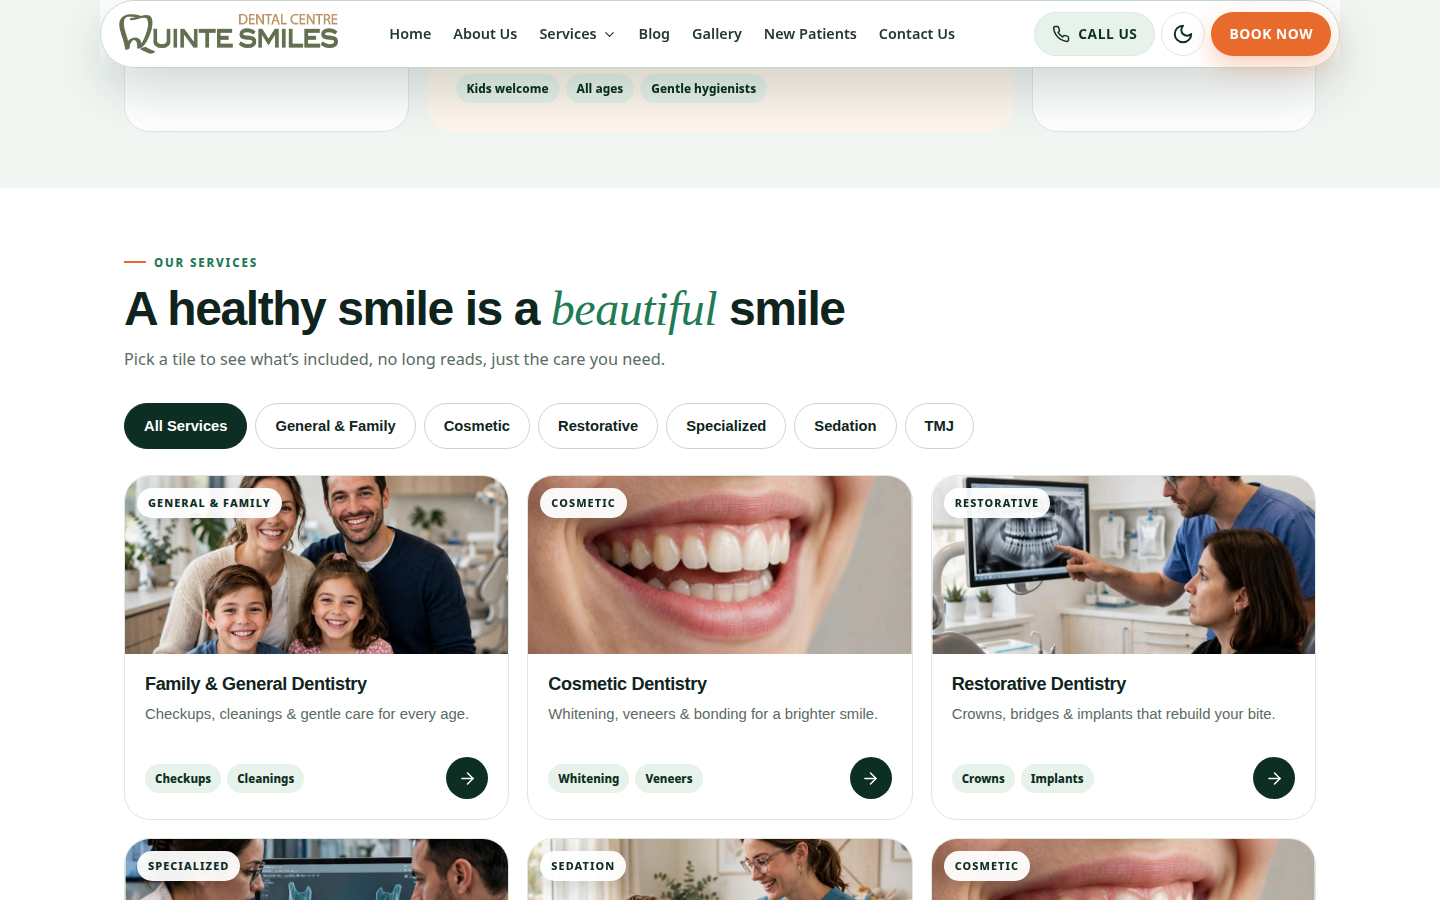 DENTAL CENTRE
QUINTE SMILES
Home
About Us
Services
Blog
Gallery
New Patients
Contact Us
CALL US
BOOK NOW
Kids welcome
All ages
Gentle hygienists
OUR SERVICES
A healthy smile is a beautiful smile
Pick a tile to see what’s included, no long reads, just the care you need.
All Services
General & Family
Cosmetic
Restorative
Specialized
Sedation
TMJ
GENERAL & FAMILY
Family & General Dentistry
Checkups, cleanings & gentle care for every age.
Checkups
Cleanings
COSMETIC
Cosmetic Dentistry
Whitening, veneers & bonding for a brighter smile.
Whitening
Veneers
RESTORATIVE
Restorative Dentistry
Crowns, bridges & implants that rebuild your bite.
Crowns
Implants
SPECIALIZED
SEDATION
COSMETIC